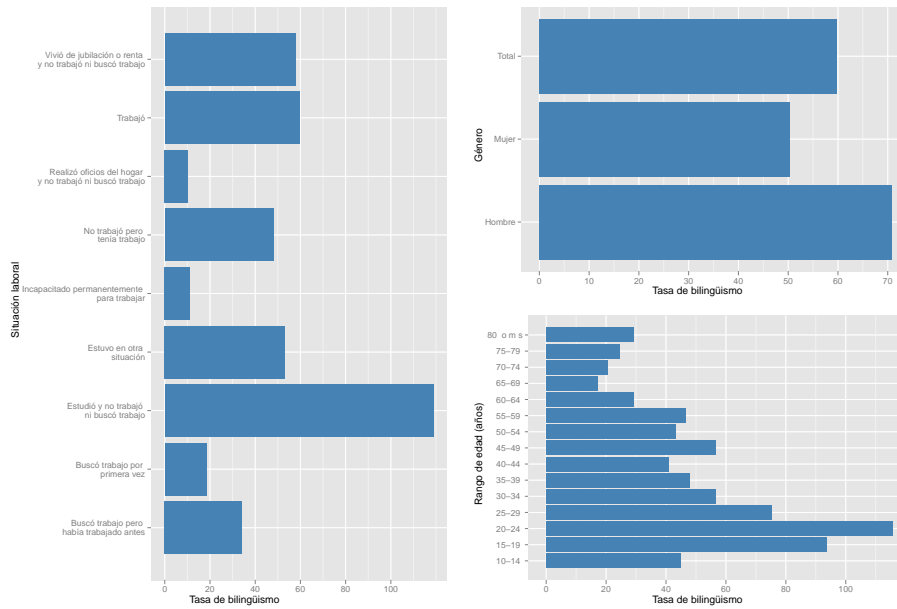 Situación laboral
Vivió de jubilación o renta
y no trabajó ni buscó trabajo
Trabajó
Realizó oficios del hogar
y no trabajó ni buscó trabajo
No trabajó pero
tenía trabajo
Incapacitado permanentemente
para trabajar
Estuvo en otra
situación
Estudió y no trabajó
ni buscó trabajo
Buscó trabajo por
primera vez
Buscó trabajo pero
había trabajado antes
0 20 40 60 80 100
Tasa de bilingüismo
Género
Total
Mujer
Hombre
0 10 20 30 40 50 60 70
Tasa de bilingüismo
Rango de edad (años)
80 o m s
75–79
70–74
65–69
60–64
55–59
50–54
45–49
40–44
35–39
30–34
25–29
20–24
15–19
10–14
0 20 40 60 80 100
Tasa de bilingüismo